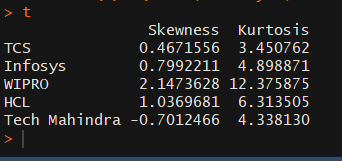 > t
Skewness Kurtosis
TCS 0.4671556 3.450762
Infosys 0.7992211 4.898871
WIPRO 2.1473628 12.375875
HCL 1.0369681 6.313505
Tech Mahindra -0.7012466 4.338130
>